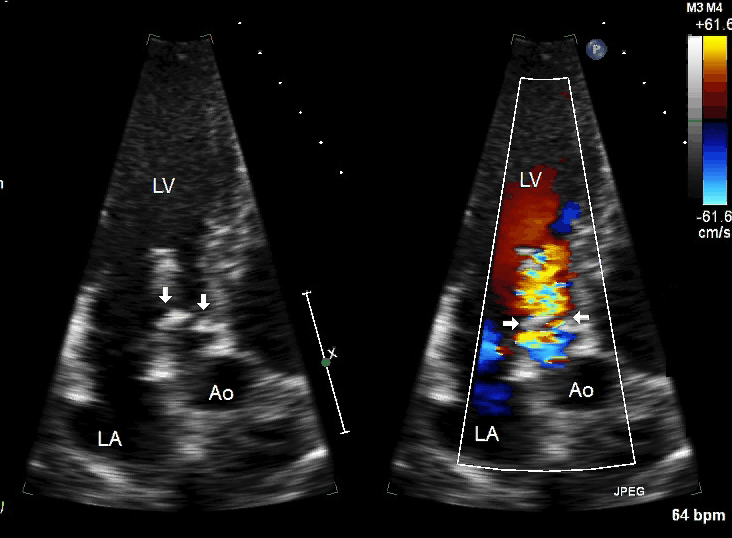 M3 M4
+61.6
P
LV
LV
-61.6
cm/s
x
Ao
Ao
LA
LA
JPEG
64 bpm